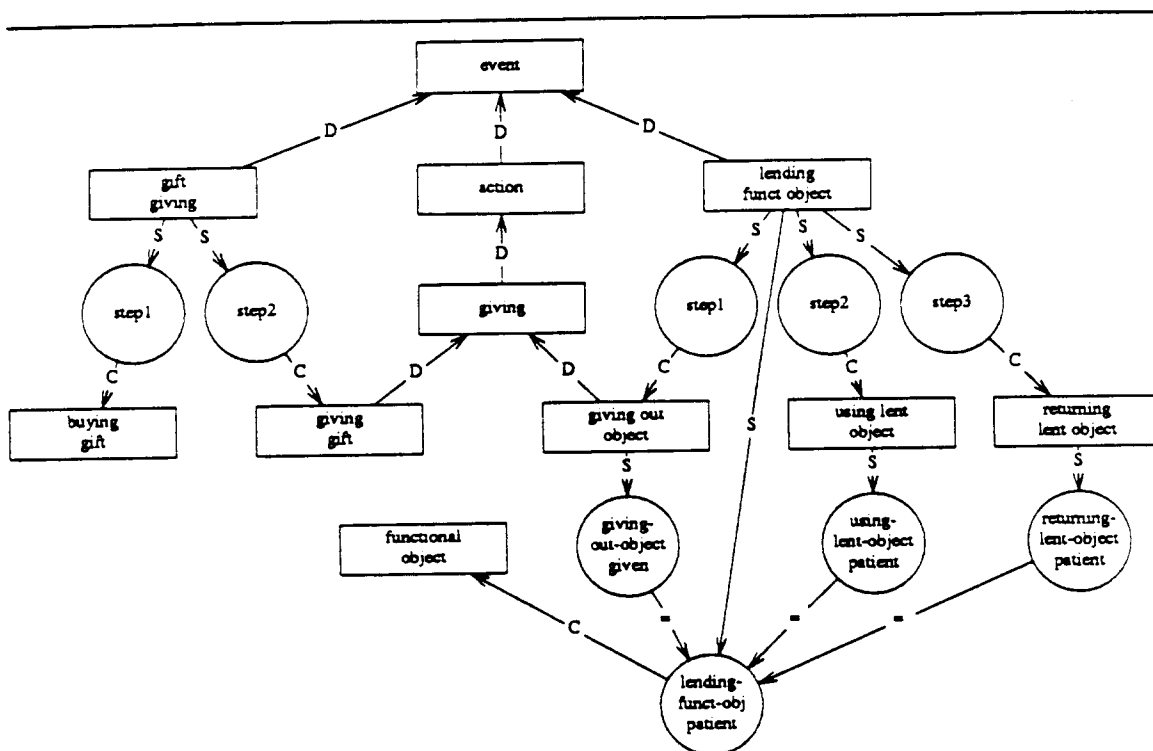 event
D
D
D
gift
giving
action
lending
funct object
S
S
D
S
S
S
step1
step2
giving
step1
step2
step3
C
C
D
D
C
C
C
buying
gift
giving
gift
giving out
object
using lent
object
returning
lent object
S
S
S
S
functional
object
giving-
out-object
given
using-
lent-object
patient
returning-
lent-object
patient
C
=
=
=
lending-
funct-obj
patient